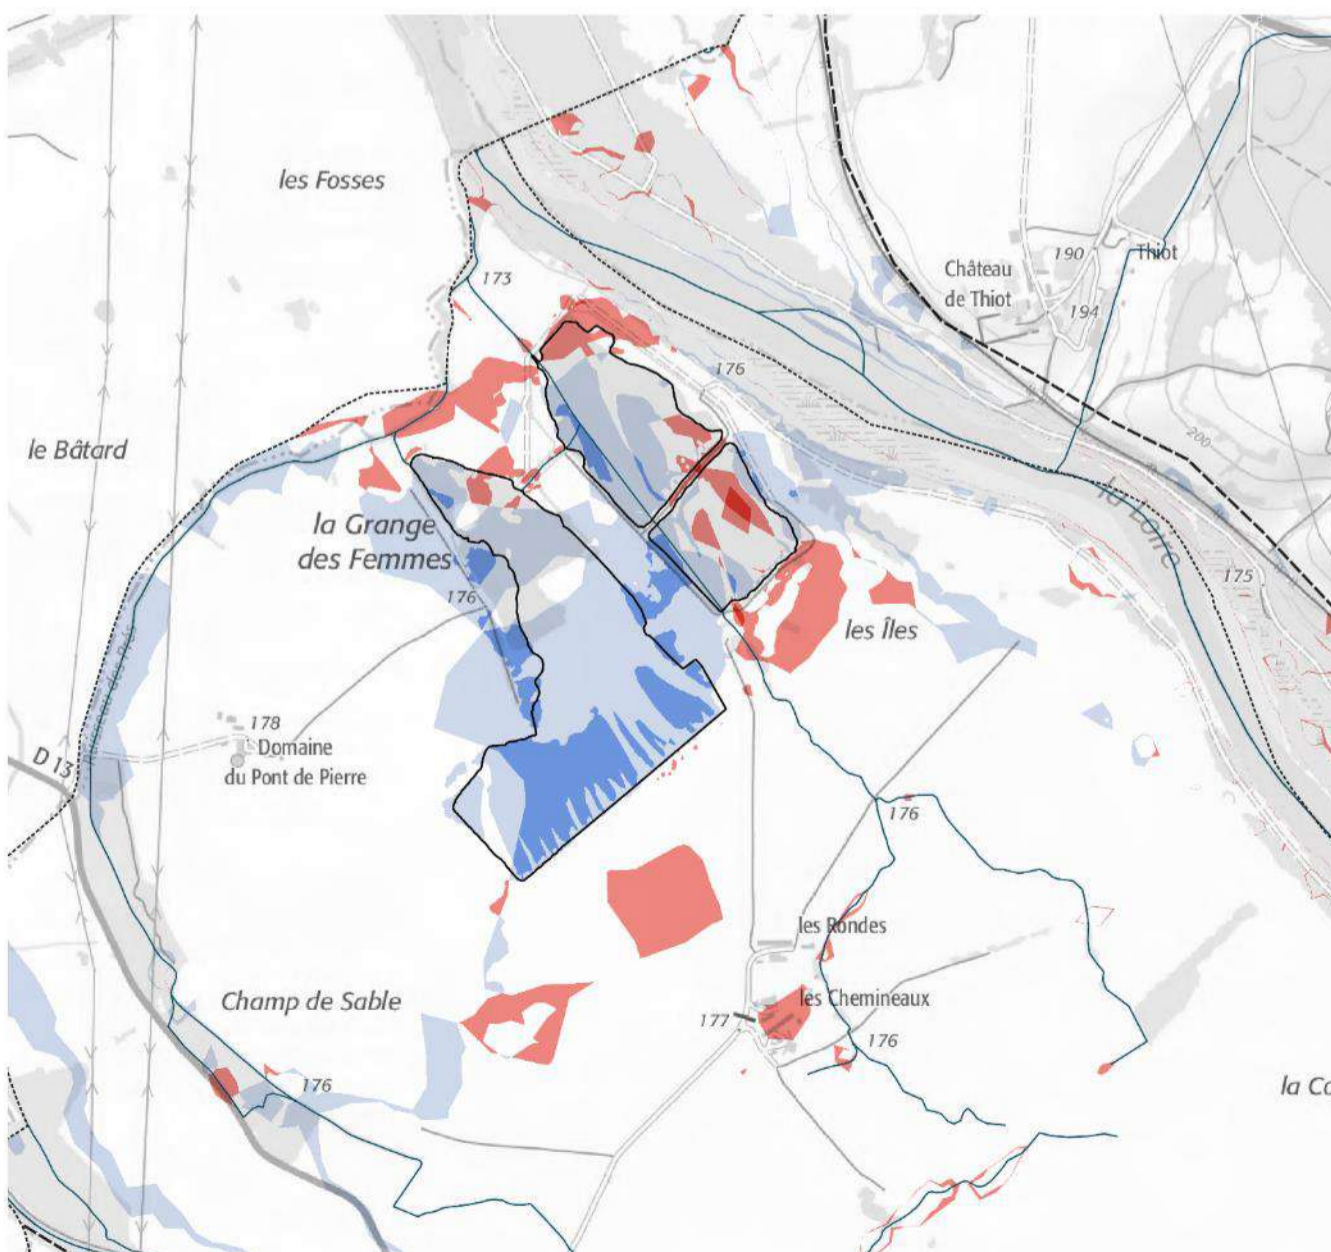 les Fosses
173
190
Thiot
Château
de Thiot
194
176
200
le Bâtard
la Loire
la Grange
des Femmes
176
175
les Îles
178
Domaine
du Pont de Pierre
D 13
176
les Rondes
les Chemineaux
Champ de Sable
177
176
176
la Co